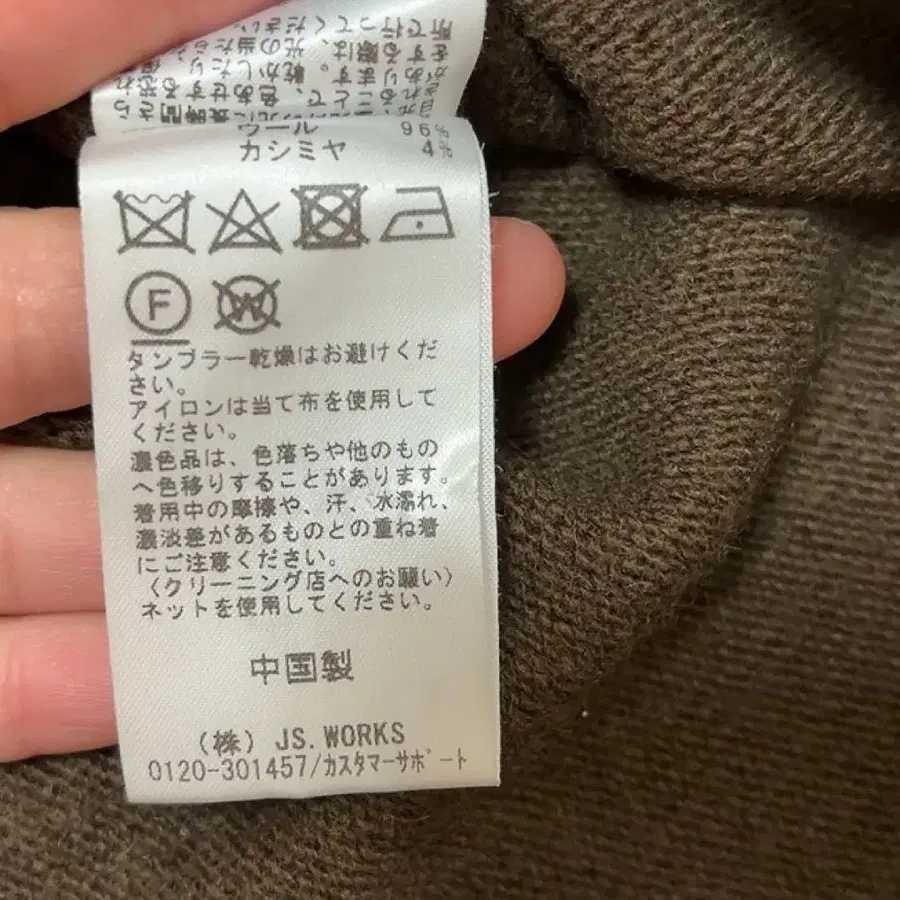 ウール 96%
カシミヤ 4%
F
W
タンブラー乾燥はお避けくだ
さい。
アイロンは当て布を使用して
ください。
濃色品は、色落ちや他のもの
へ色移りすることがあります。
着用中の摩擦や、汗、水濡れ、
濃淡差があるものとの重ね着
にご注意ください。
〈クリーニング店へのお願い〉
ネットを使用してください。
中国製
（株）JS.WORKS
0120-301457/カスタマーサポート